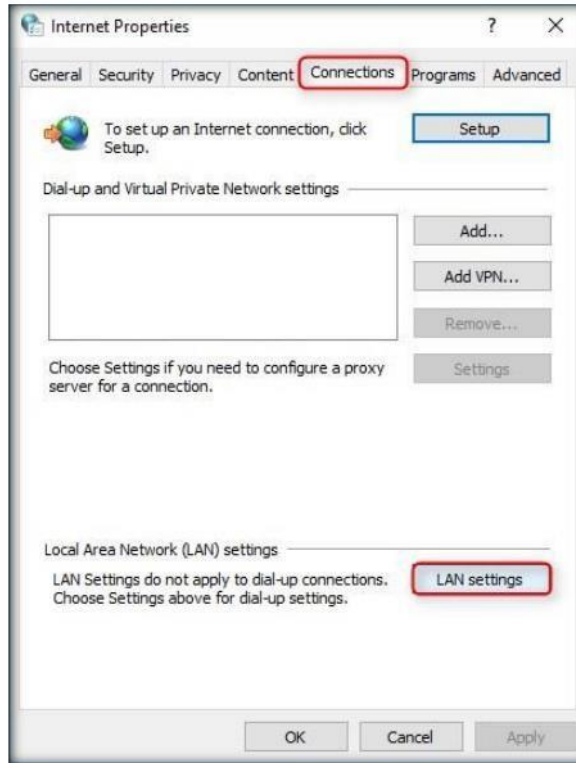 Internet Properties
?
General Security Privacy Content Connections Programs Advanced
To set up an Internet connection, click
Setup.
Setup
Dial-up and Virtual Private Network settings
Add...
Add VPN...
Remove...
Choose Settings if you need to configure a proxy
server for a connection.
Settings
Local Area Network (LAN) settings
LAN Settings do not apply to dial-up connections.
Choose Settings above for dial-up settings.
LAN settings
OK Cancel Apply